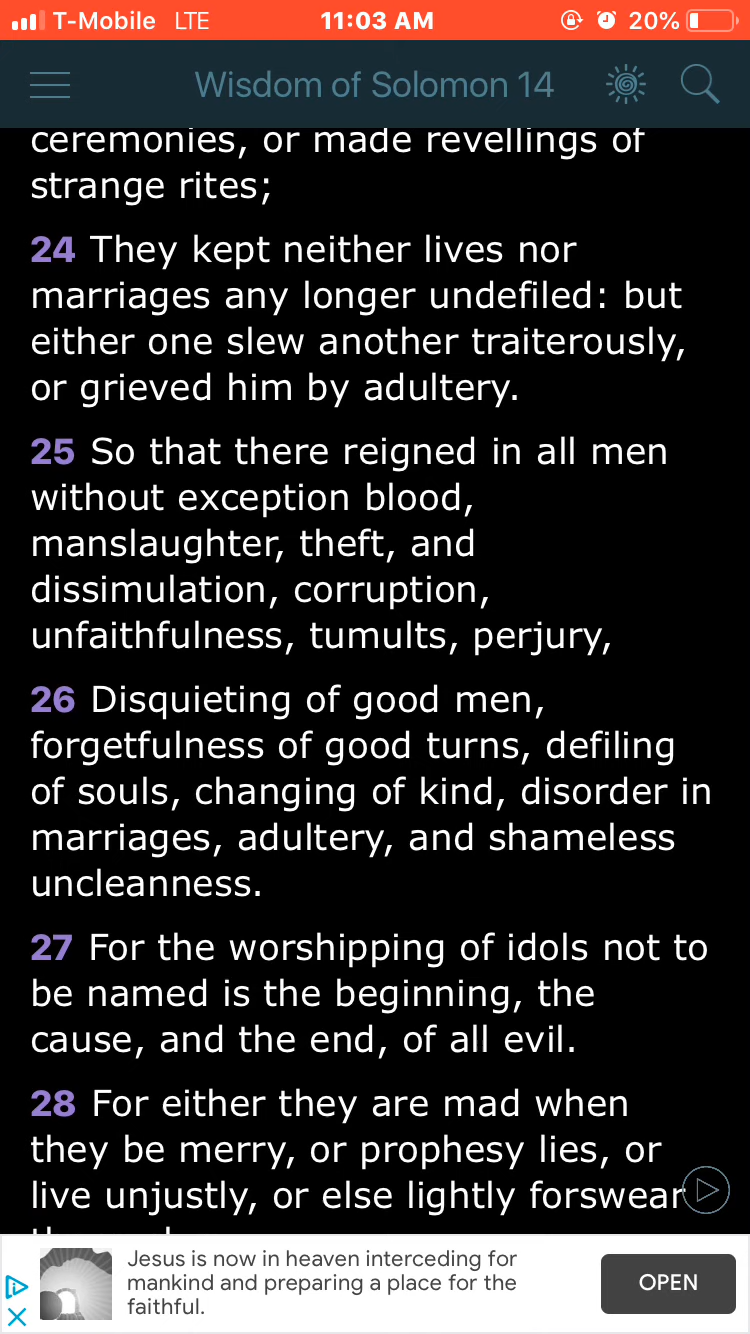 T-Mobile LTE 11:03 AM 20%
Wisdom of Solomon 14
ceremonies, or made revellings of
strange rites;
24 They kept neither lives nor
marriages any longer undefiled: but
either one slew another traiterously,
or grieved him by adultery.
25 So that there reigned in all men
without exception blood,
manslaughter, theft, and
dissimulation, corruption,
unfaithfulness, tumults, perjury,
26 Disquieting of good men,
forgetfulness of good turns, defiling
of souls, changing of kind, disorder in
marriages, adultery, and shameless
uncleanness.
27 For the worshipping of idols not to
be named is the beginning, the
cause, and the end, of all evil.
28 For either they are mad when
they be merry, or prophesy lies, or
live unjustly, or else lightly forswear
Jesus is now in heaven interceding for
mankind and preparing a place for the
faithful.
OPEN